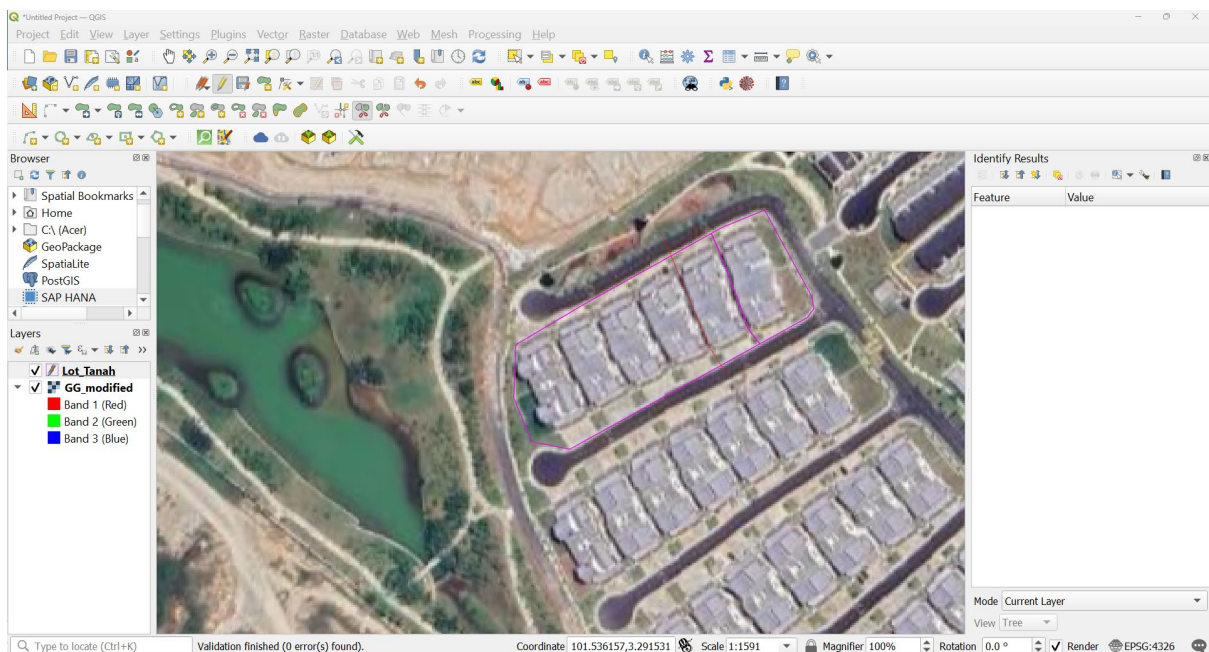 *Untitled Project — QGIS
Project Edit View Layer Settings Plugins Vector Raster Database Web Mesh Processing Help
Browser
Spatial Bookmarks
Home
C:\ (Acer)
GeoPackage
SpatiaLite
PostGIS
SAP HANA
Layers
Lot_Tanah
GG_modified
Band 1 (Red)
Band 2 (Green)
Band 3 (Blue)
Identify Results
Feature Value
Mode Current Layer
View Tree
Type to locate (Ctrl+K) Validation finished (0 error(s) found). Coordinate 101.536157,3.291531 Scale 1:1591 Magnifier 100% Rotation 0.0 ° Render EPSG:4326